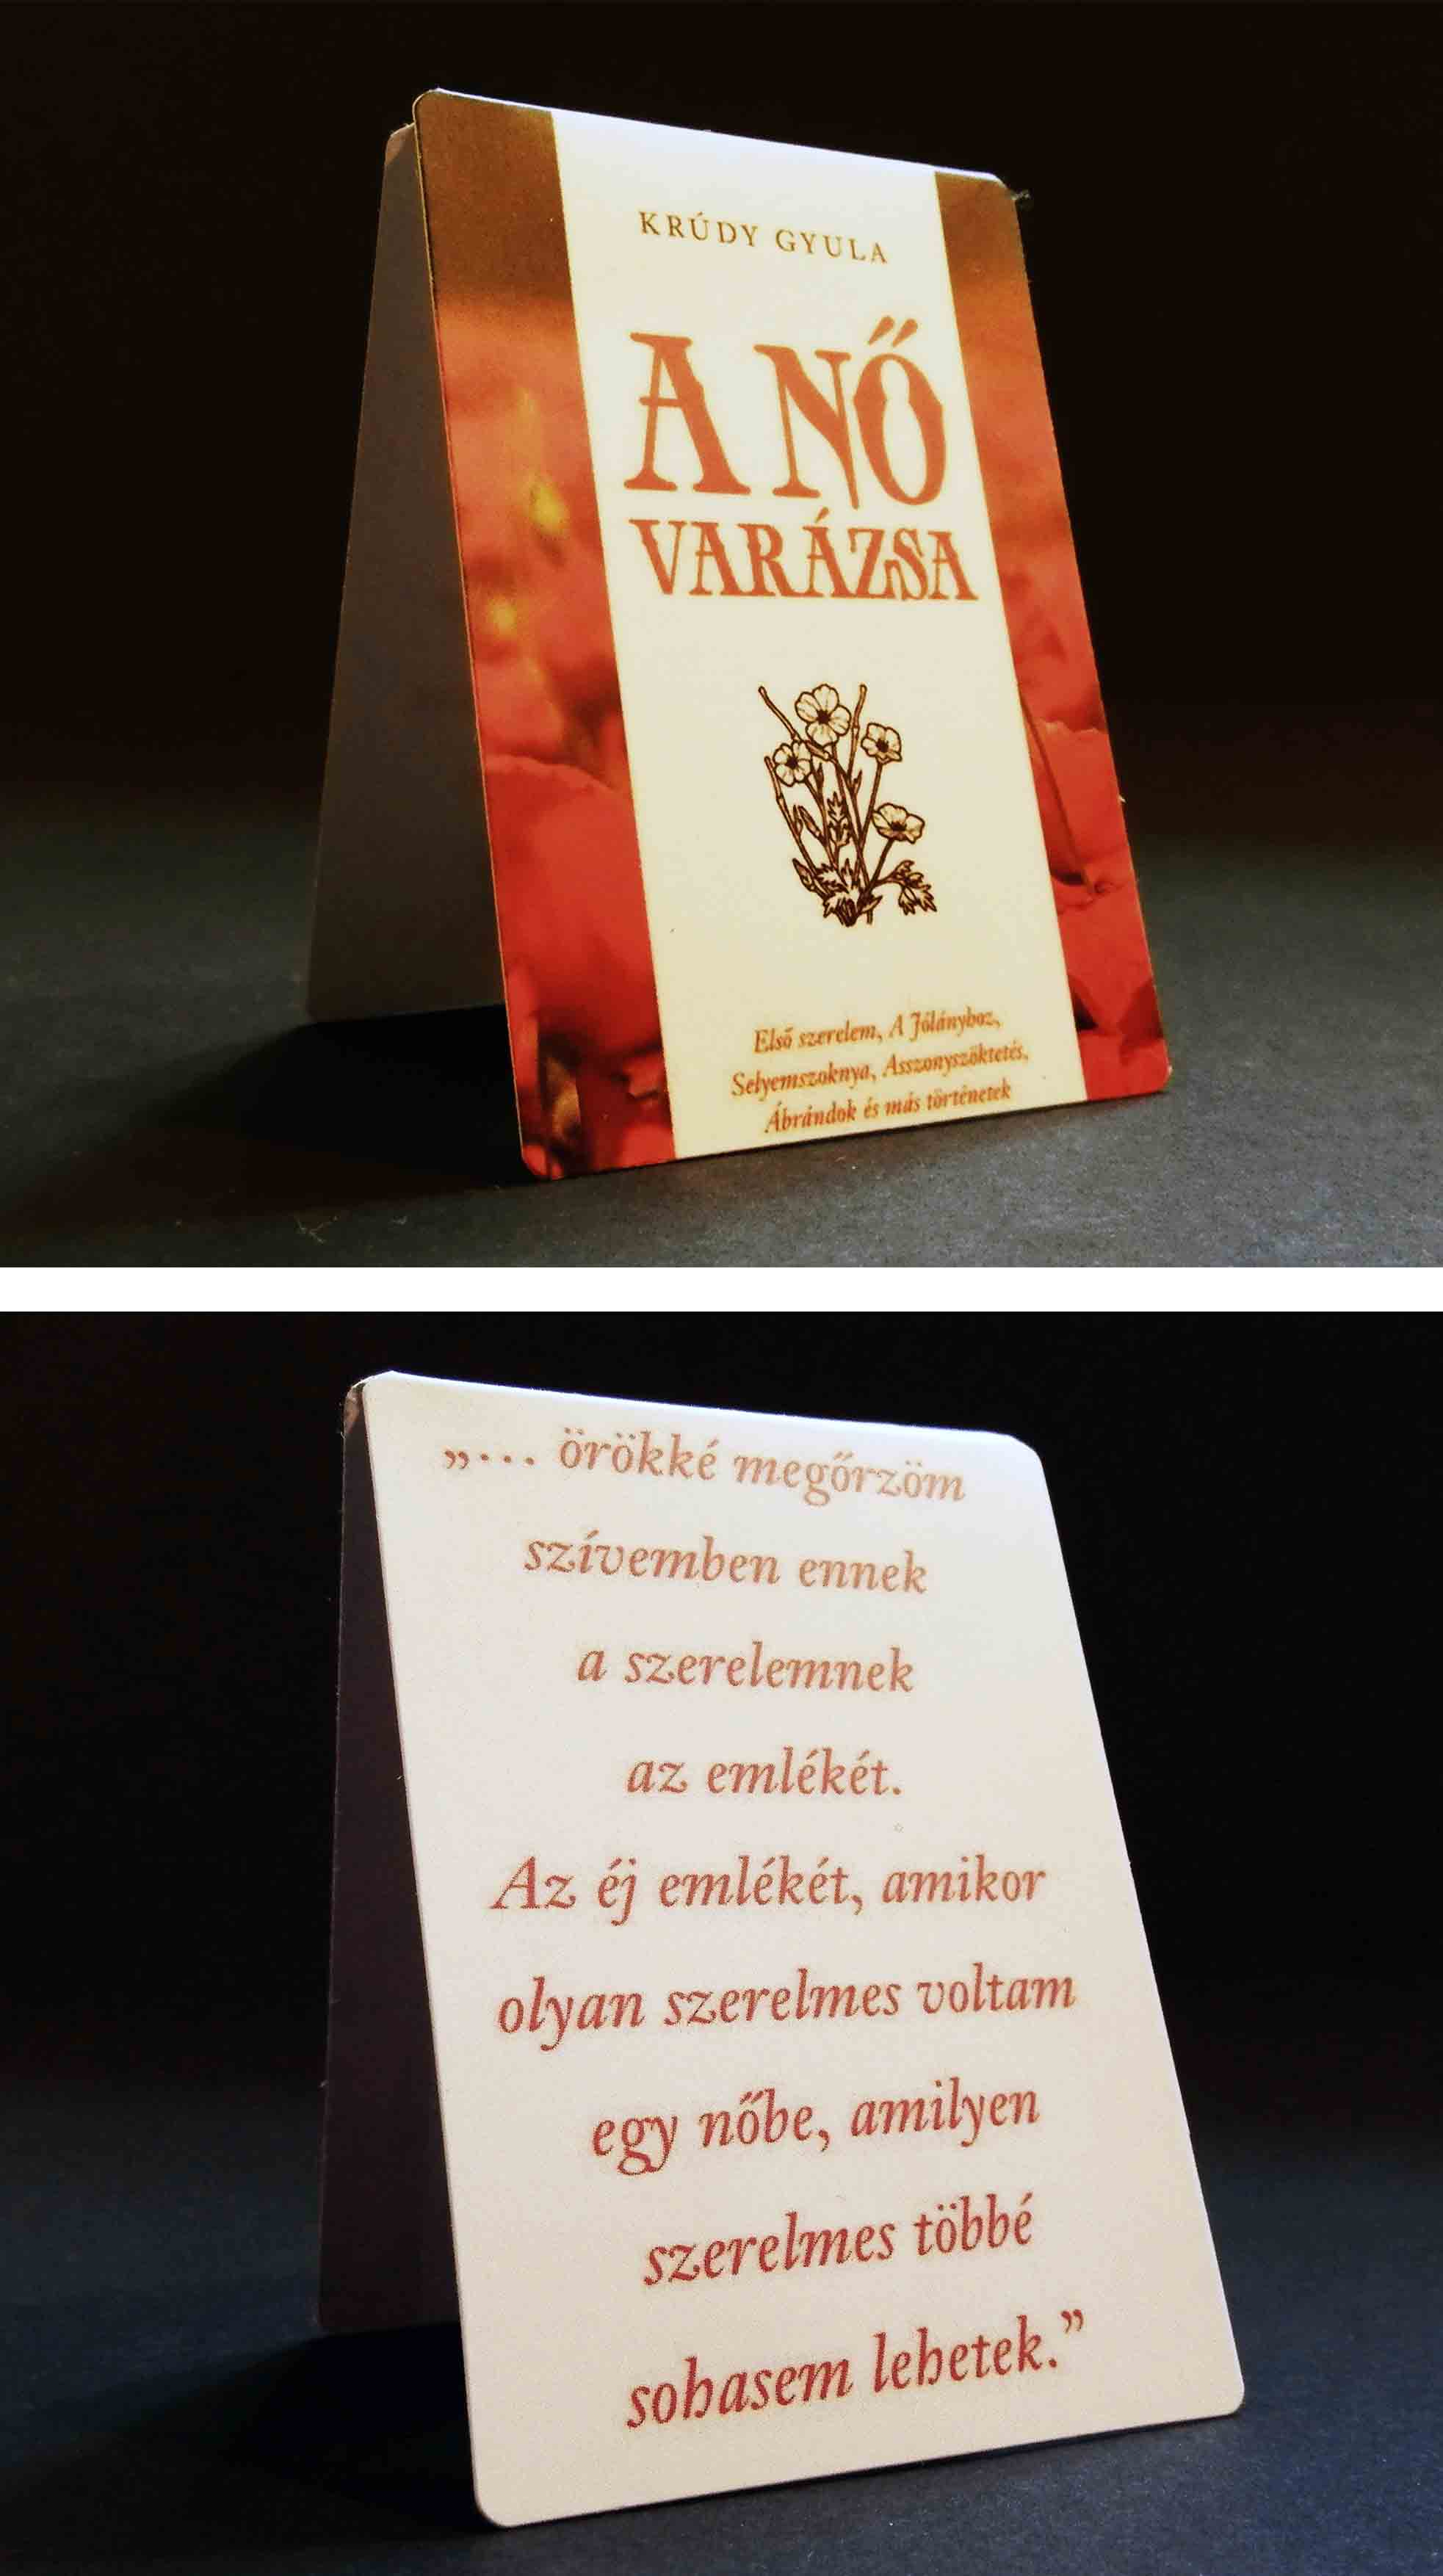 KRÚDY GYULA
A NŐ
VARÁZSA
Első szerelem, A Jólányhoz,
Selyemszoknya, Asszonyszöktetés,
Ábrándok és más történetek
„… örökké megőrzöm
szívemben ennek
a szerelemnek
az emlékét.
Az éj emlékét, amikor
olyan szerelmes voltam
egy nőbe, amilyen
szerelmes többé
sohasem lehetek.”